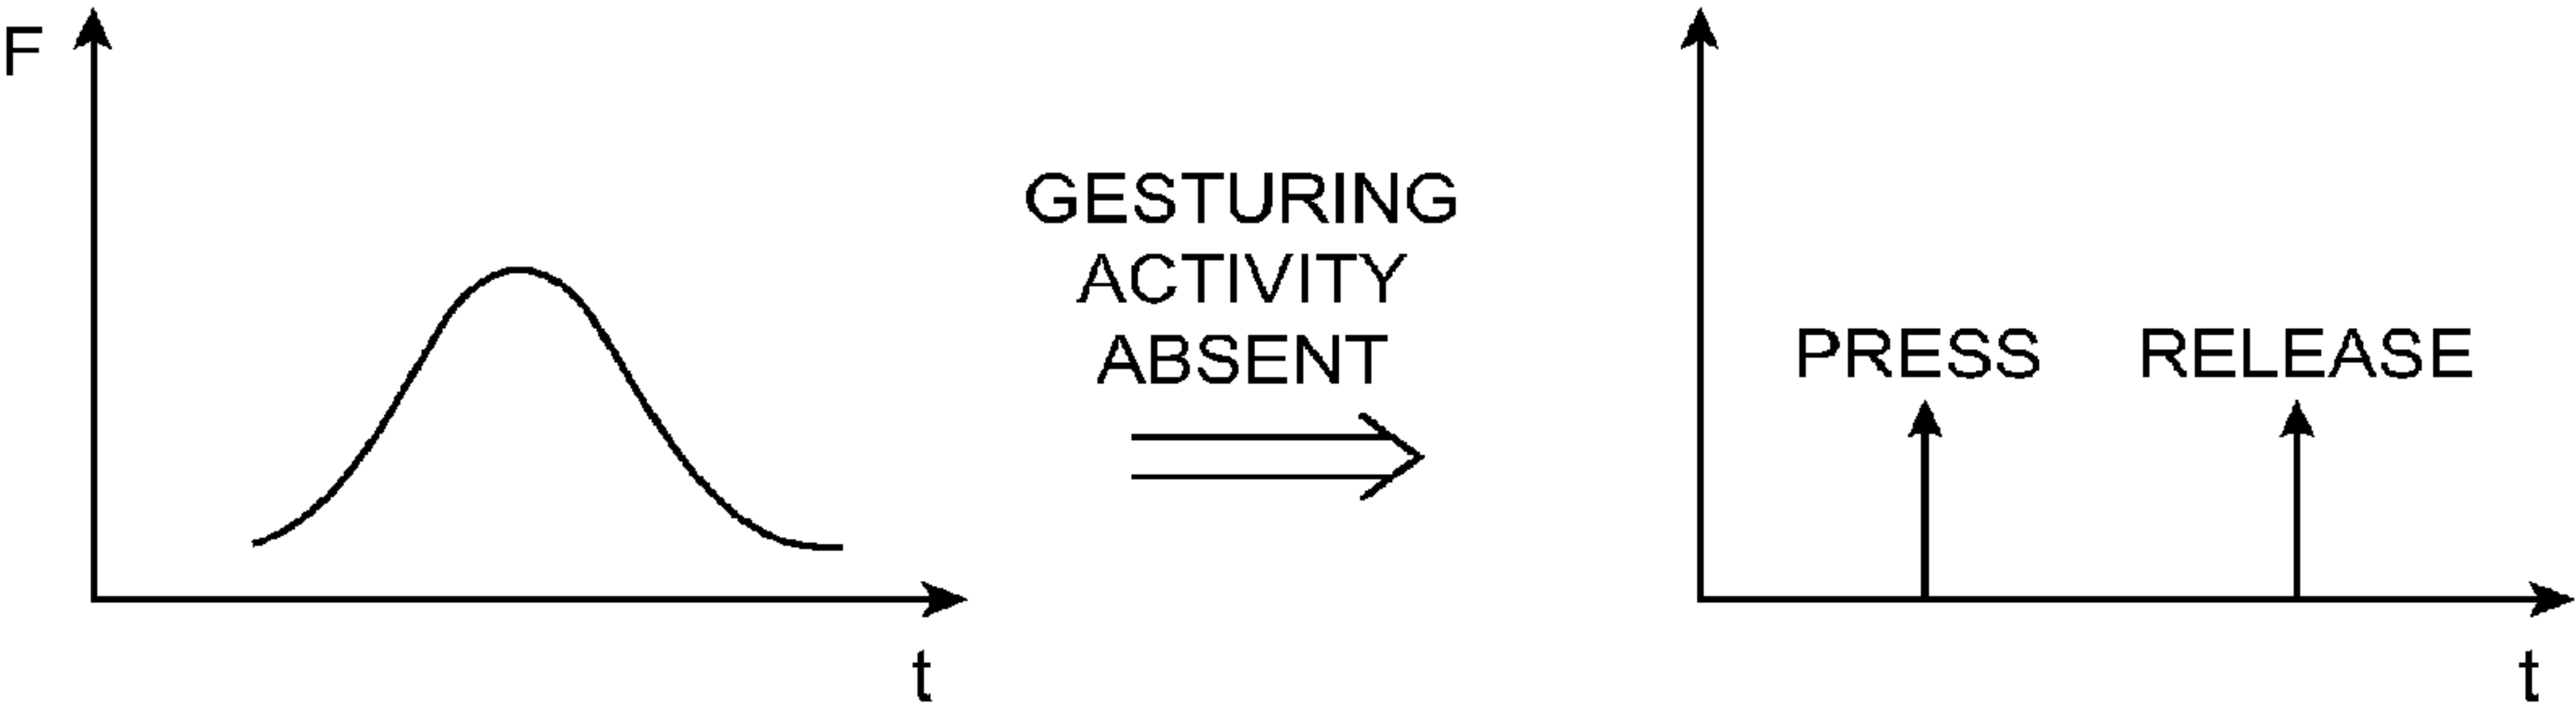 F
t
GESTURING
ACTIVITY
ABSENT
PRESS
RELEASE
t